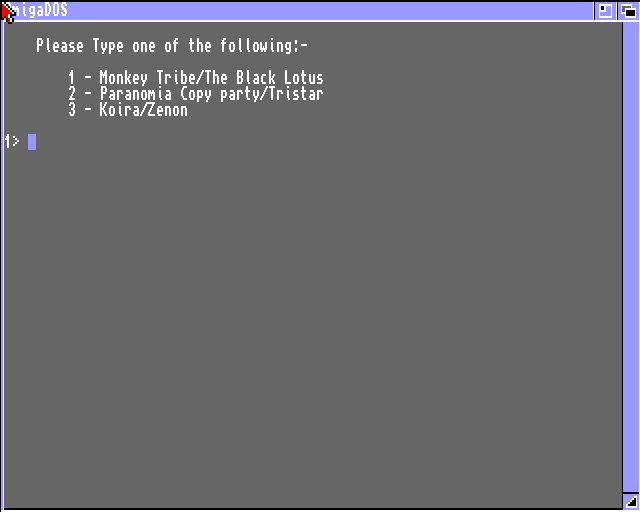 migaDOS
Please Type one of the following:-
1 - Monkey Tribe/The Black Lotus
2 - Paranomia Copy party/Tristar
3 - Koira/Zenon
1>